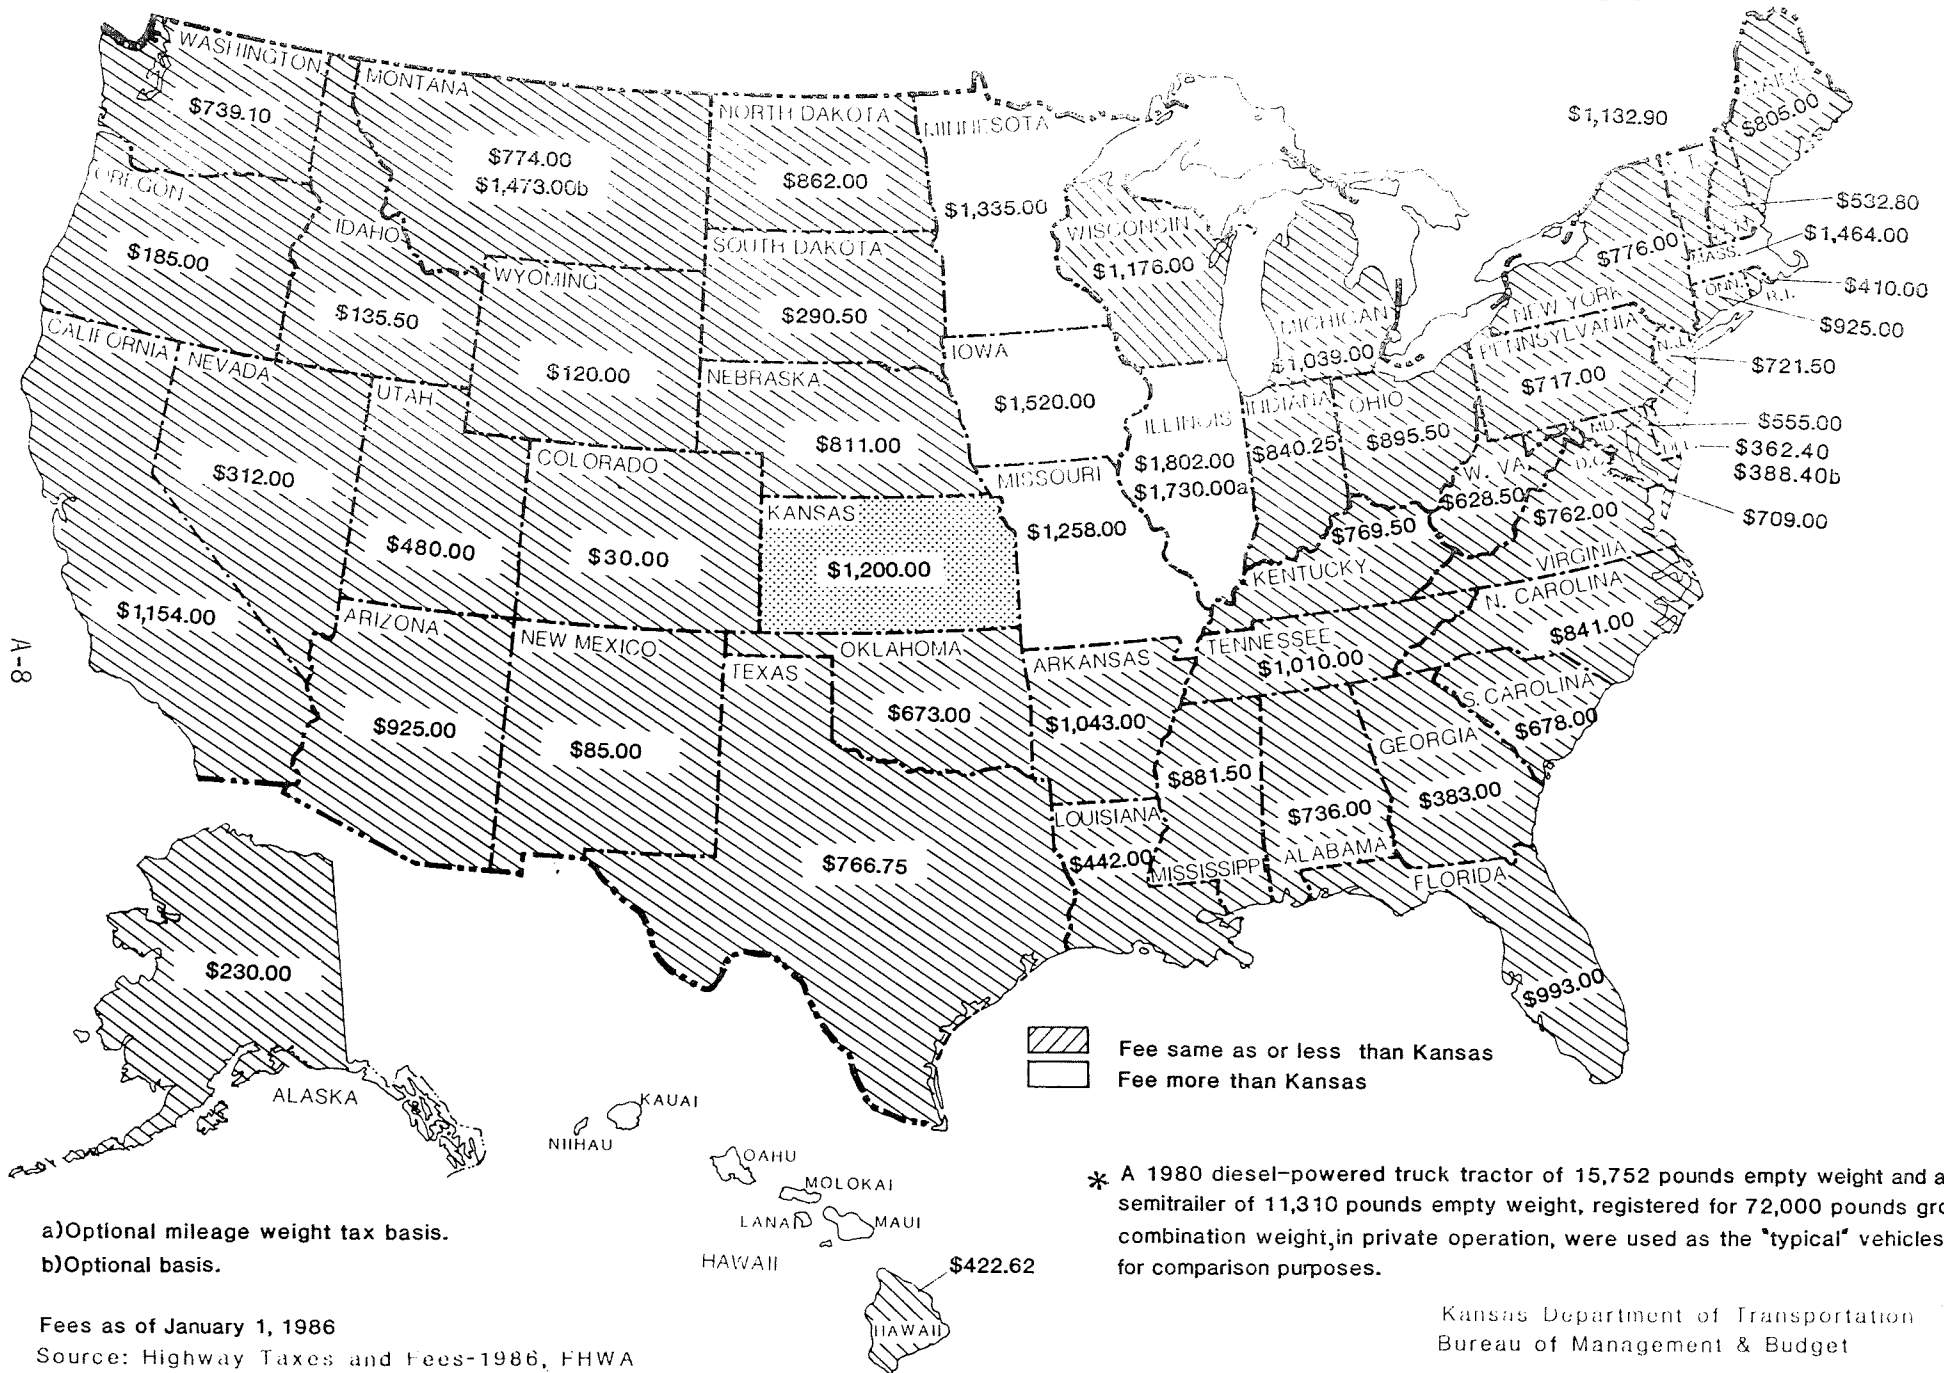 WASHINGTON
$739.10
MONTANA
$774.00
$1,473.00b
NORTH DAKOTA
$862.00
MINNESOTA
$1,335.00
$1,132.90
MAINE
$805.00
OREGON
$185.00
IDAHO
$135.50
WYOMING
$120.00
SOUTH DAKOTA
$290.50
WISCONSIN
$1,176.00
MICHIGAN
$1,039.00
NEW YORK
$776.00
$532.80
MASS.
$1,464.00
$410.00
R.I.
$925.00
CALIFORNIA
$1,154.00
NEVADA
$312.00
UTAH
$480.00
COLORADO
$30.00
NEBRASKA
$811.00
IOWA
$1,520.00
ILLINOIS
$1,802.00
$1,730.00a
INDIANA
$840.25
OHIO
$895.50
PENNSYLVANIA
$717.00
N.J.
$721.50
MD.
$555.00
$362.40
$388.40b
D.C.
$709.00
KANSAS
$1,200.00
MISSOURI
$1,258.00
W. VA.
$628.50
$762.00
VIRGINIA
$769.50
KENTUCKY
N. CAROLINA
$841.00
TENNESSEE
$1,010.00
S. CAROLINA
$678.00
ARIZONA
$925.00
NEW MEXICO
$85.00
TEXAS
$766.75
OKLAHOMA
$673.00
ARKANSAS
$1,043.00
LOUISIANA
$442.00
$881.50
MISSISSIPPI
$736.00
ALABAMA
GEORGIA
$383.00
FLORIDA
$993.00
A-8
$230.00
ALASKA
KAUAI
NIIHAU
OAHU
MOLOKAI
LANAI
MAUI
HAWAII
$422.62
HAWAII
Fee same as or less than Kansas
Fee more than Kansas
* A 1980 diesel-powered truck tractor of 15,752 pounds empty weight and a
semitrailer of 11,310 pounds empty weight, registered for 72,000 pounds gro
combination weight, in private operation, were used as the "typical" vehicles
for comparison purposes.
a)Optional mileage weight tax basis.
b)Optional basis.
Fees as of January 1, 1986
Source: Highway Taxes and Fees-1986, FHWA
Kansas Department of Transportation
Bureau of Management & Budget